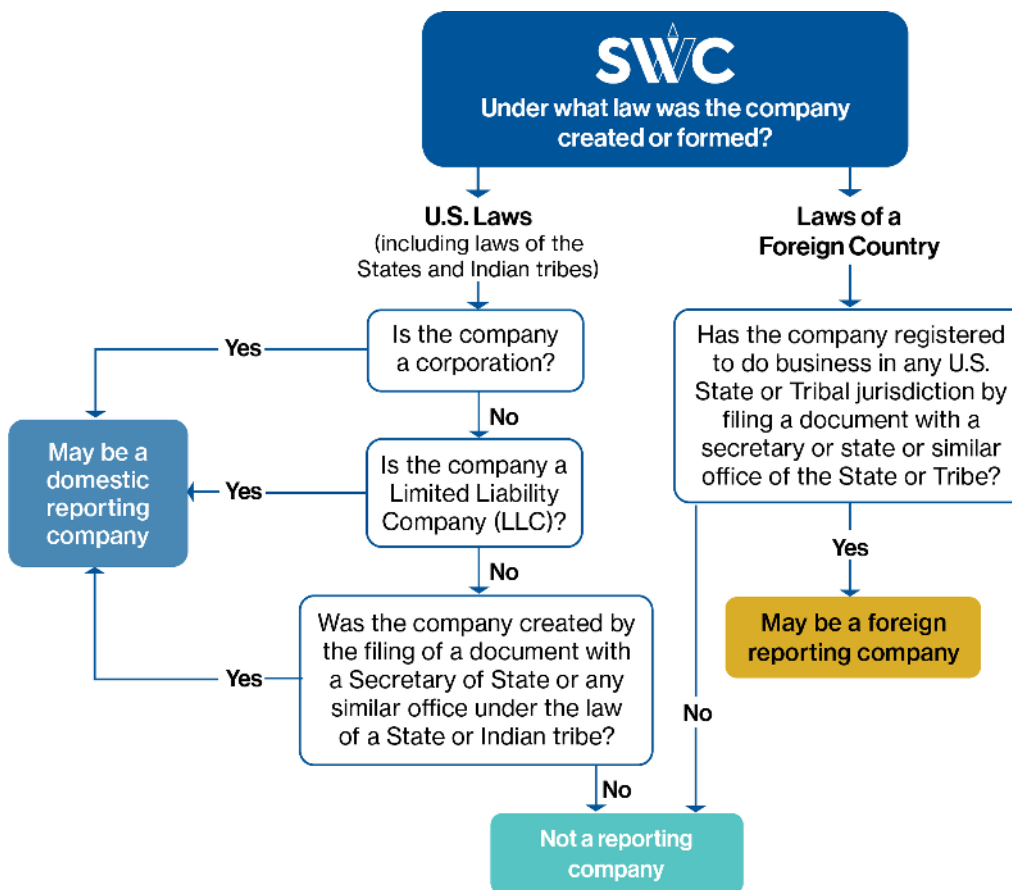 SWC
Under what law was the company
created or formed?
U.S. Laws
(including laws of the
States and Indian tribes)
Laws of a
Foreign Country
Is the company
a corporation?
Yes
No
Has the company registered
to do business in any U.S.
State or Tribal jurisdiction by
filing a document with a
secretary or state or similar
office of the State or Tribe?
May be a
domestic
reporting
company
Is the company a
Limited Liability
Company (LLC)?
Yes
No
Yes
May be a foreign
reporting company
Was the company created by
the filing of a document with
a Secretary of State or any
similar office under the law
of a State or Indian tribe?
Yes
No
No
Not a reporting
company